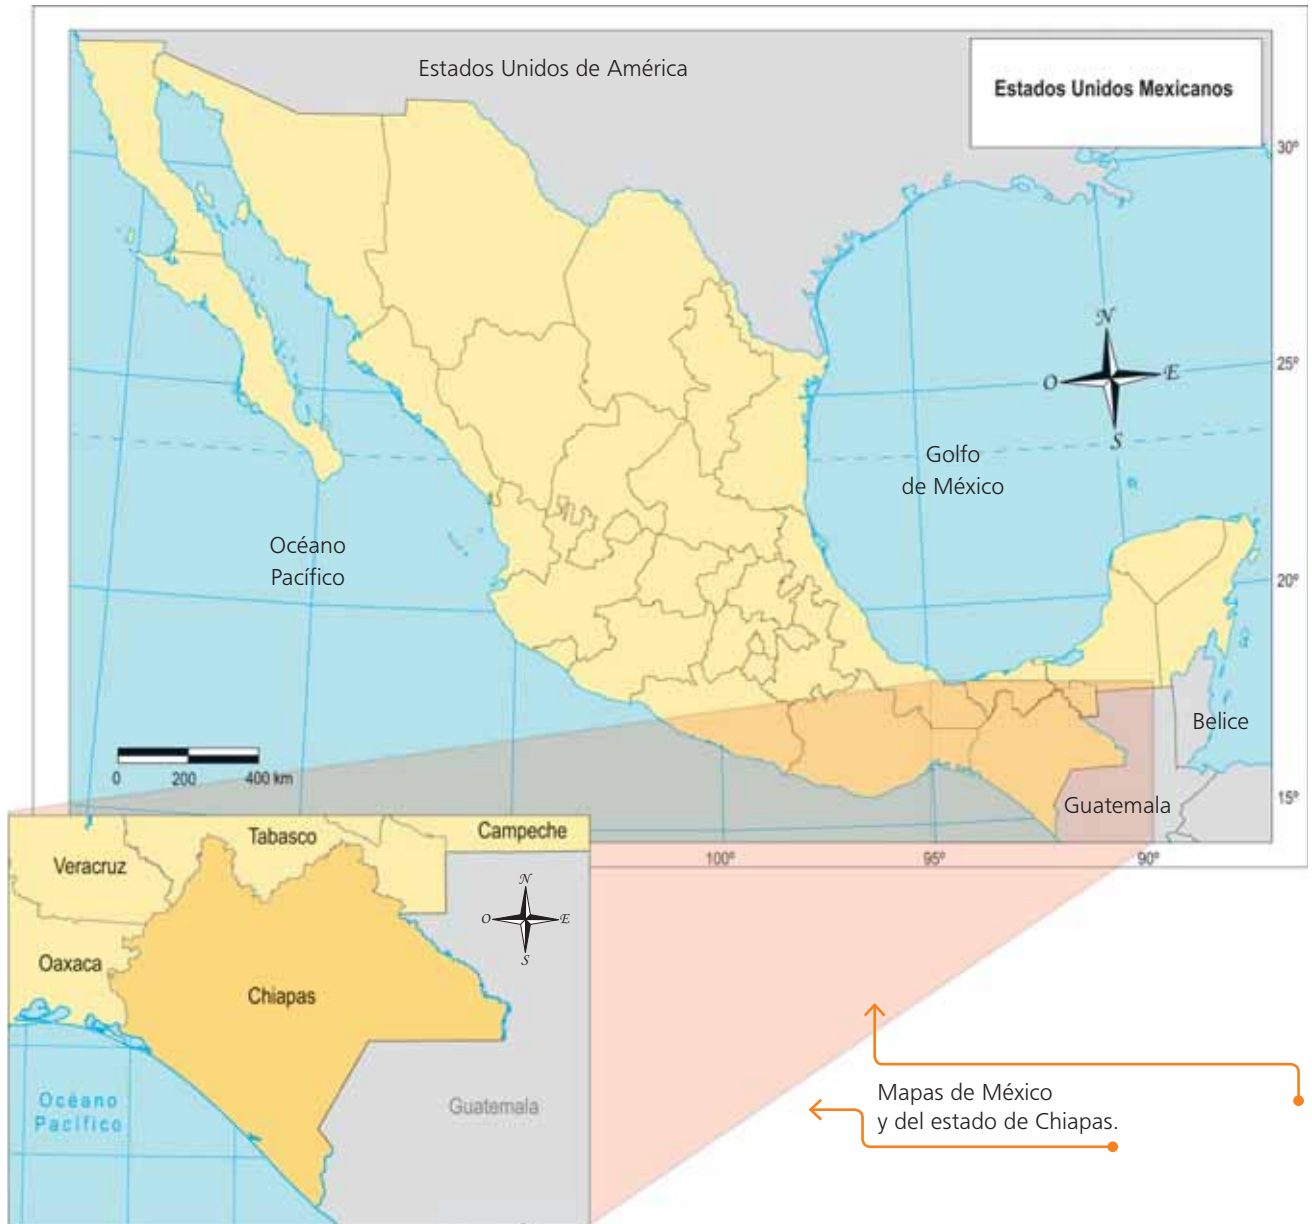 Estados Unidos de América
Estados Unidos Mexicanos
30°
N
O
E
S
25°
Golfo
de México
Océano
Pacífico
20°
Belice
0 200 400 km
15°
Guatemala
100° 95° 90°
Campeche
Tabasco
Veracruz
N
O
E
S
Oaxaca
Chiapas
Océano
Pacífico
Guatemala
Mapas de México
y del estado de Chiapas.